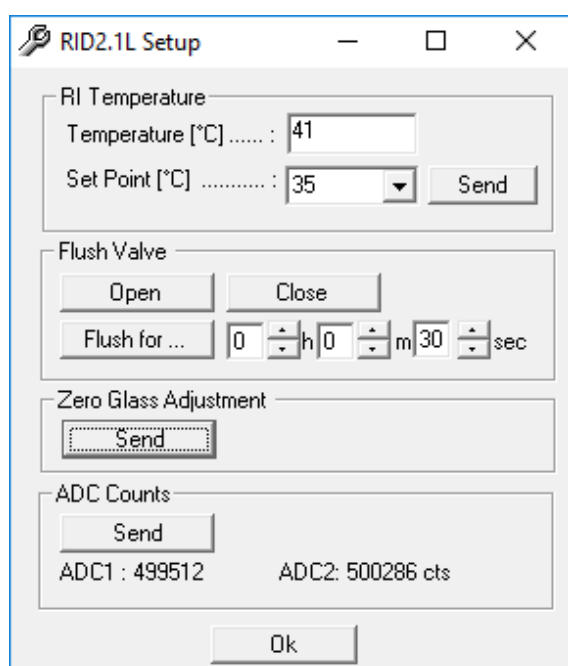 RID2.1L Setup
RI Temperature
Temperature [°C] ...... : 41
Set Point [°C] ........... : 35 Send
Flush Valve
Open Close
Flush for ... 0 h 0 m 30 sec
Zero Glass Adjustment
Send
ADC Counts
Send
ADC1 : 499512 ADC2: 500286 cts
Ok